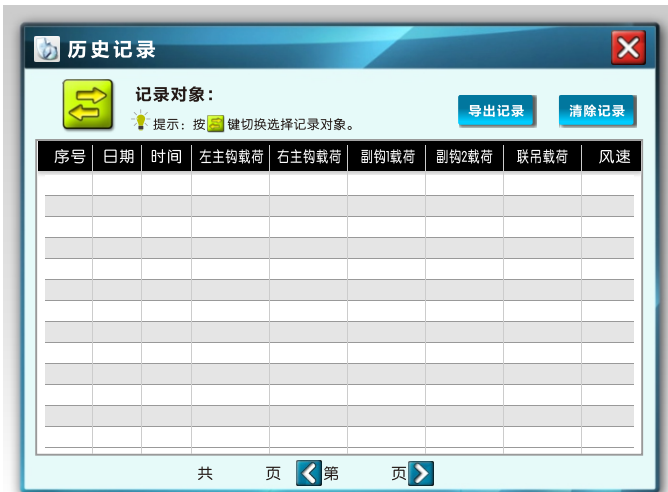 历史记录
记录对象：
提示：按 键切换选择记录对象。
导出记录 清除记录
序号 日期 时间 左主钩载荷 右主钩载荷 副钩1载荷 副钩2载荷 联吊载荷 风速
共 页 第 页